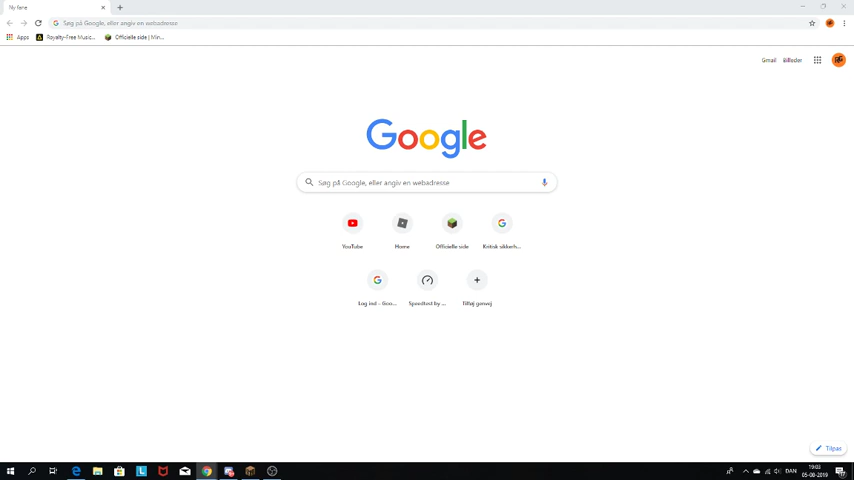 Ny fane
Søg på Google, eller angiv en webadresse
Apps Royalty-Free Music... Officielle side | Min...
Gmail Billeder
Google
Søg på Google, eller angiv en webadresse
YouTube Home Officielle side Kritisk sikkerh...
Log ind - Goo... Speedtest by ... Tilføj genvej
Tilpas
DAN
19:03
2019